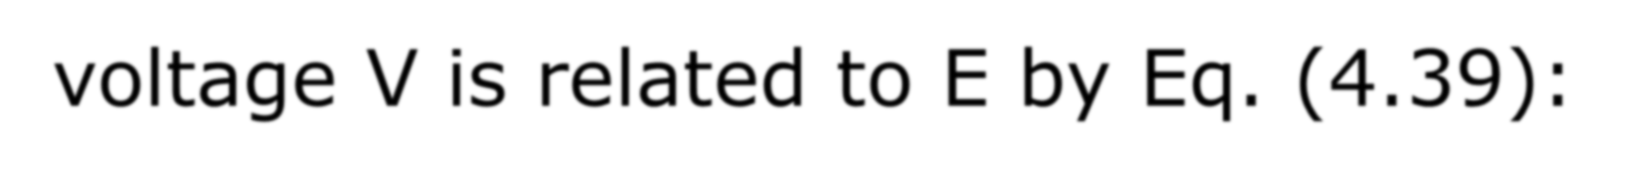 voltage V is related to E by Eq. (4.39):